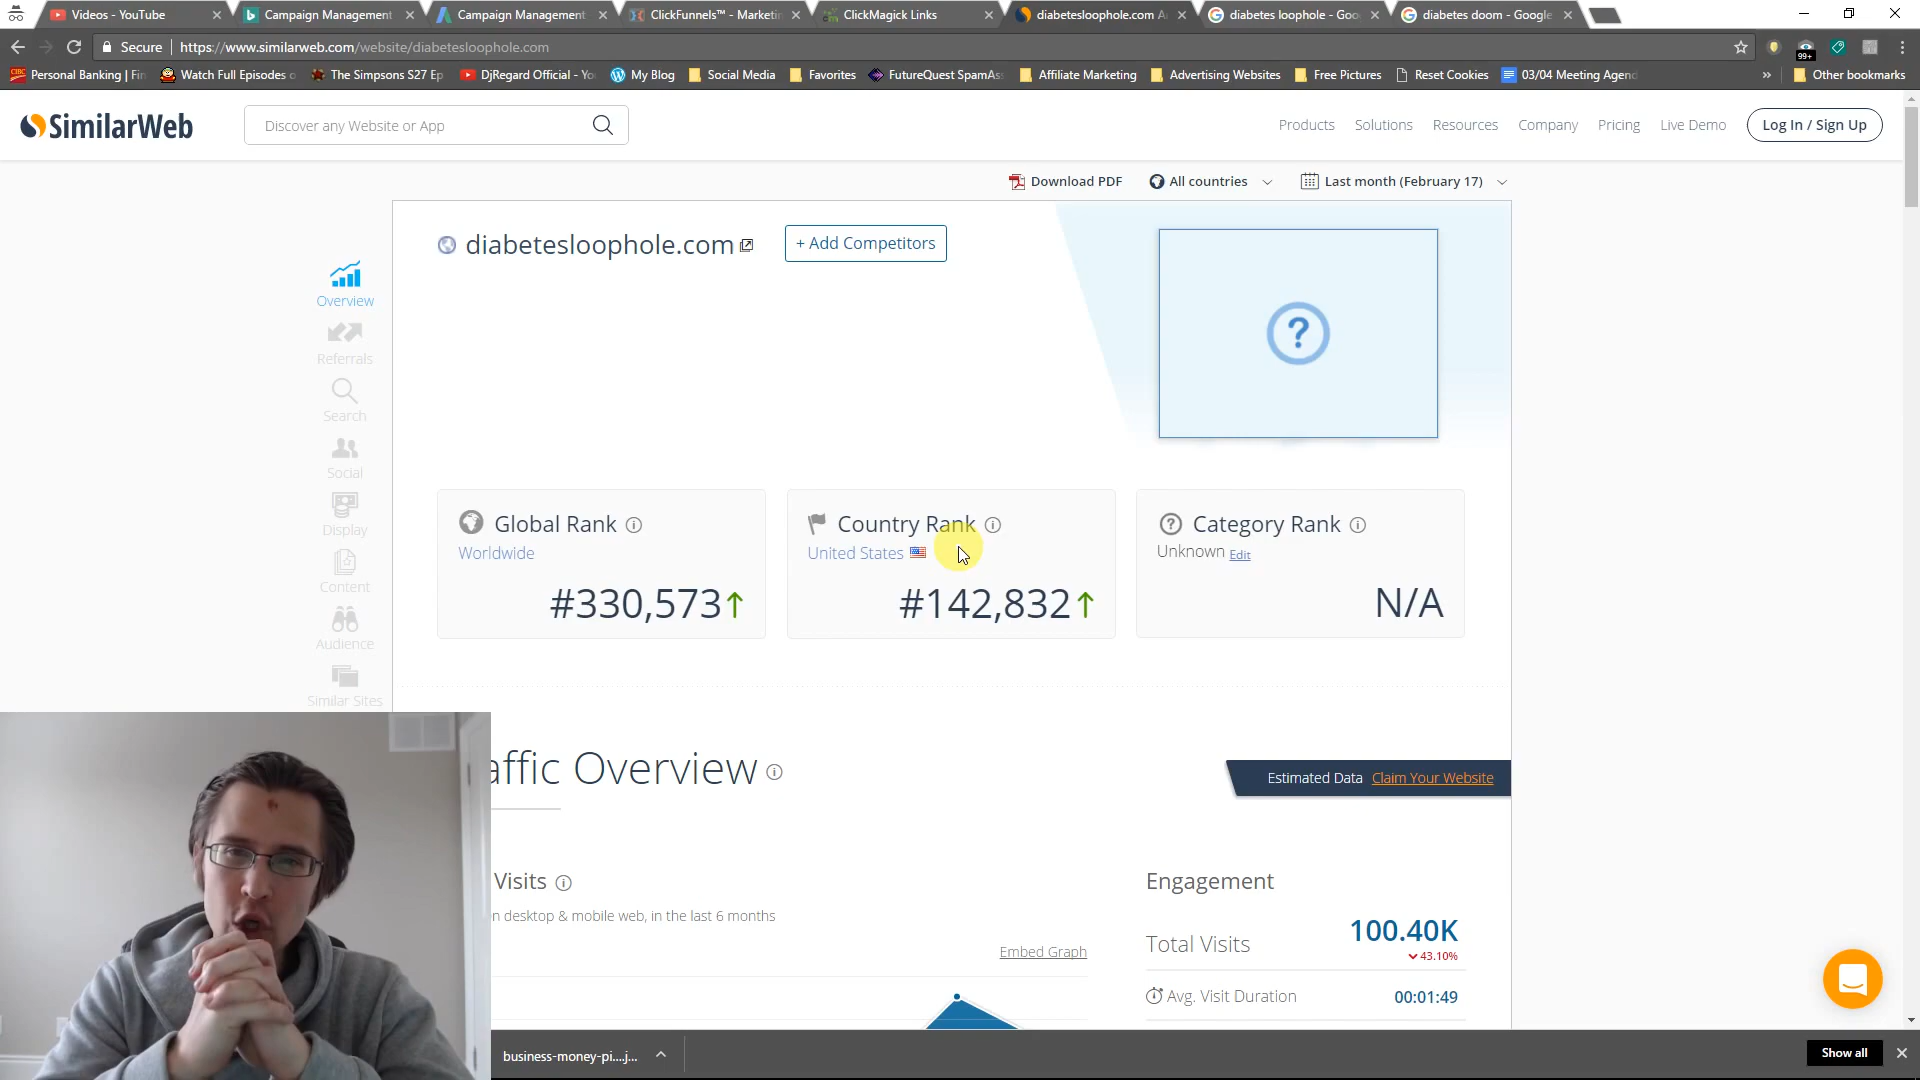 Videos - YouTube
Campaign Management
Campaign Management
ClickFunnels™ - Marketin
ClickMagick Links
diabetesloophole.com A
diabetes loophole - Goo
diabetes doom - Google
Secure
https://www.similarweb.com/website/diabetesloophole.com
99+
CIBC
Personal Banking | Fin
Watch Full Episodes o
The Simpsons S27 Ep
DjRegard Official - Yo
My Blog
Social Media
Favorites
FutureQuest SpamAss
Affiliate Marketing
Advertising Websites
Free Pictures
Reset Cookies
03/04 Meeting Agend
»
Other bookmarks
SimilarWeb
Discover any Website or App
Products
Solutions
Resources
Company
Pricing
Live Demo
Log In / Sign Up
Download PDF
All countries
Last month (February 17)
diabetesloophole.com
+ Add Competitors
Overview
Referrals
Search
Social
Display
Content
Audience
Similar Sites
?
Global Rank
Worldwide
#330,573
Country Rank
United States
#142,832
Category Rank
Unknown Edit
N/A
affic Overview
Estimated Data Claim Your Website
Visits
n desktop & mobile web, in the last 6 months
Embed Graph
Engagement
Total Visits
100.40K
43.10%
Avg. Visit Duration
00:01:49
business-money-pi....j...
Show all